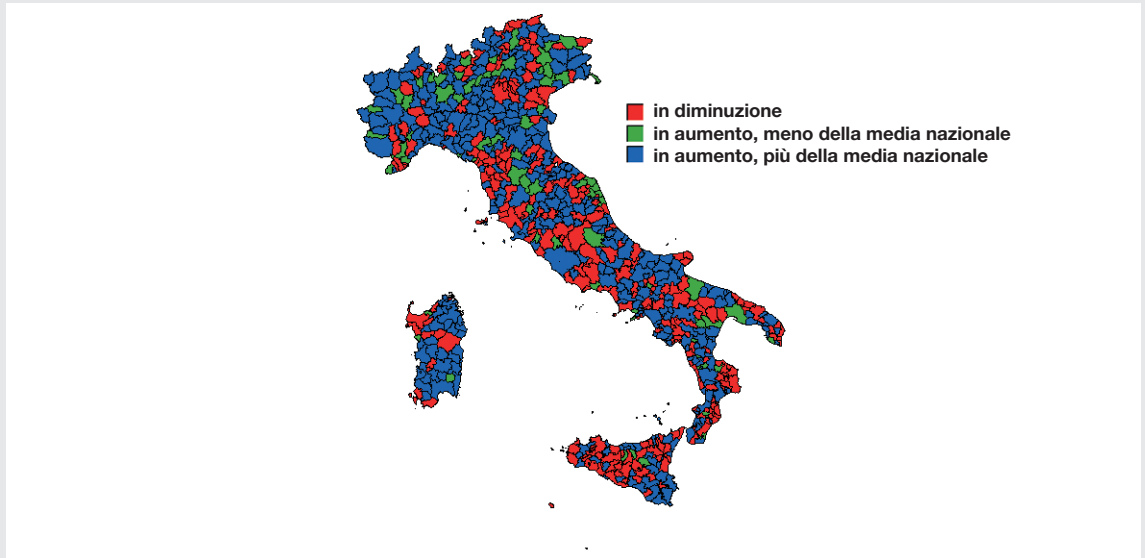 in diminuzione
in aumento, meno della media nazionale
in aumento, più della media nazionale